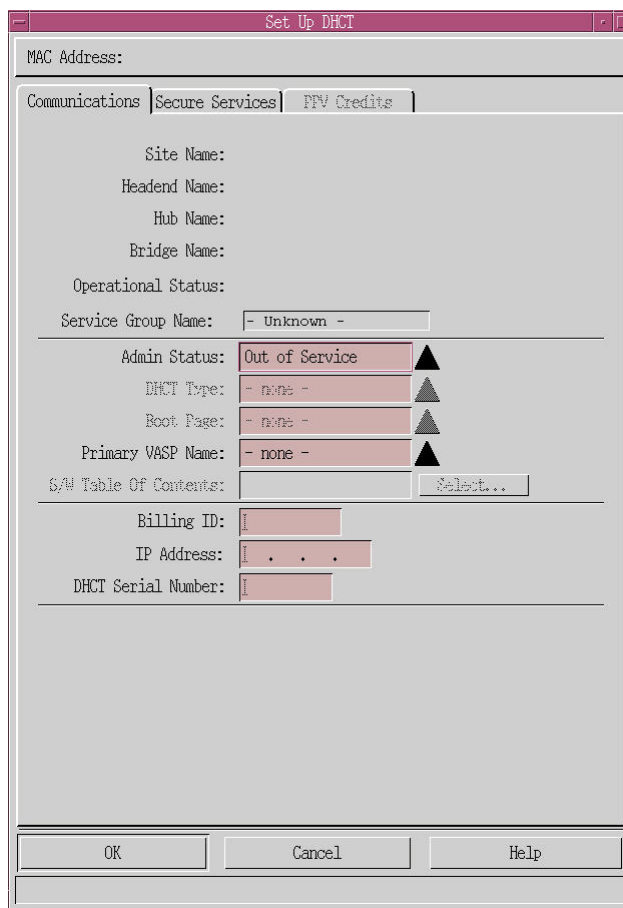 Set Up DHCT
MAC Address:
Communications Secure Services PPV Credits
Site Name:
Headend Name:
Hub Name:
Bridge Name:
Operational Status:
Service Group Name: - Unknown -
Admin Status: Out of Service
DHCT Type: - none -
Boot Page: - none -
Primary VASP Name: - none -
S/W Table Of Contents: Select...
Billing ID:
IP Address: . . .
DHCT Serial Number:
OK Cancel Help